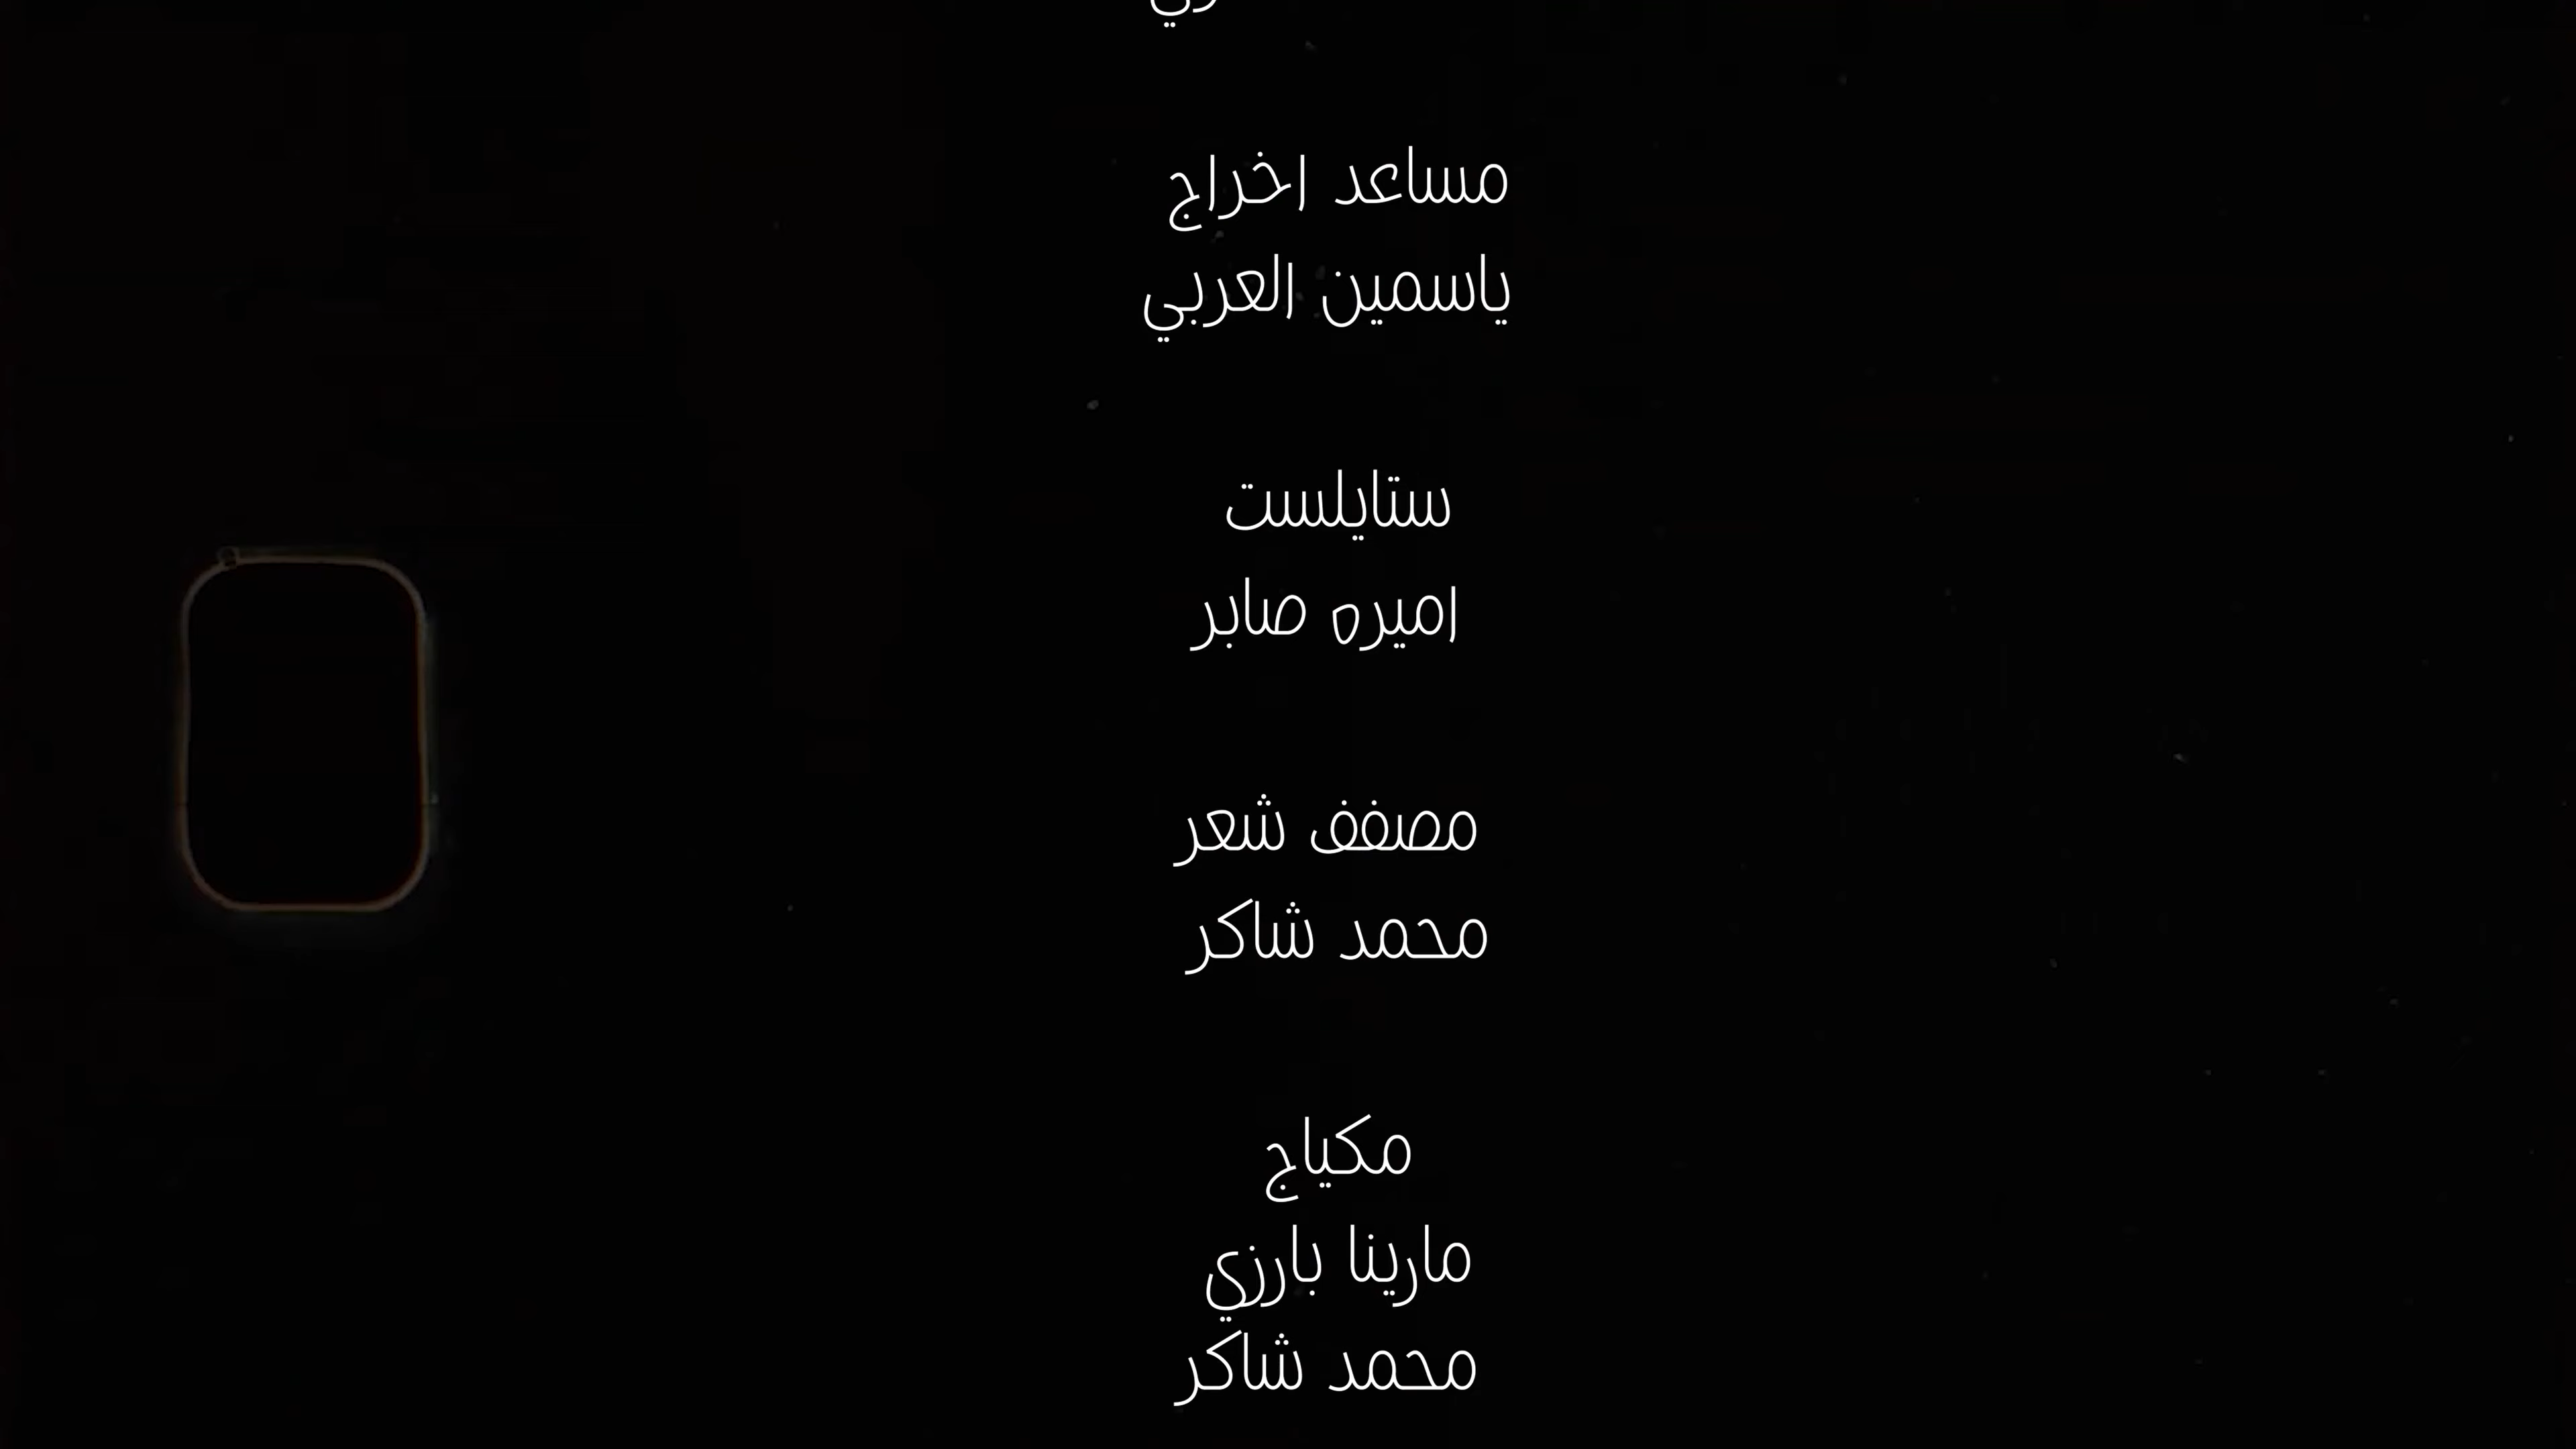 مساعد اخراج
ياسمين العربي
ستايلست
اميره صابر
مصفف شعر
محمد شاكر
مكياج
مارينا بارزي
محمد شاكر